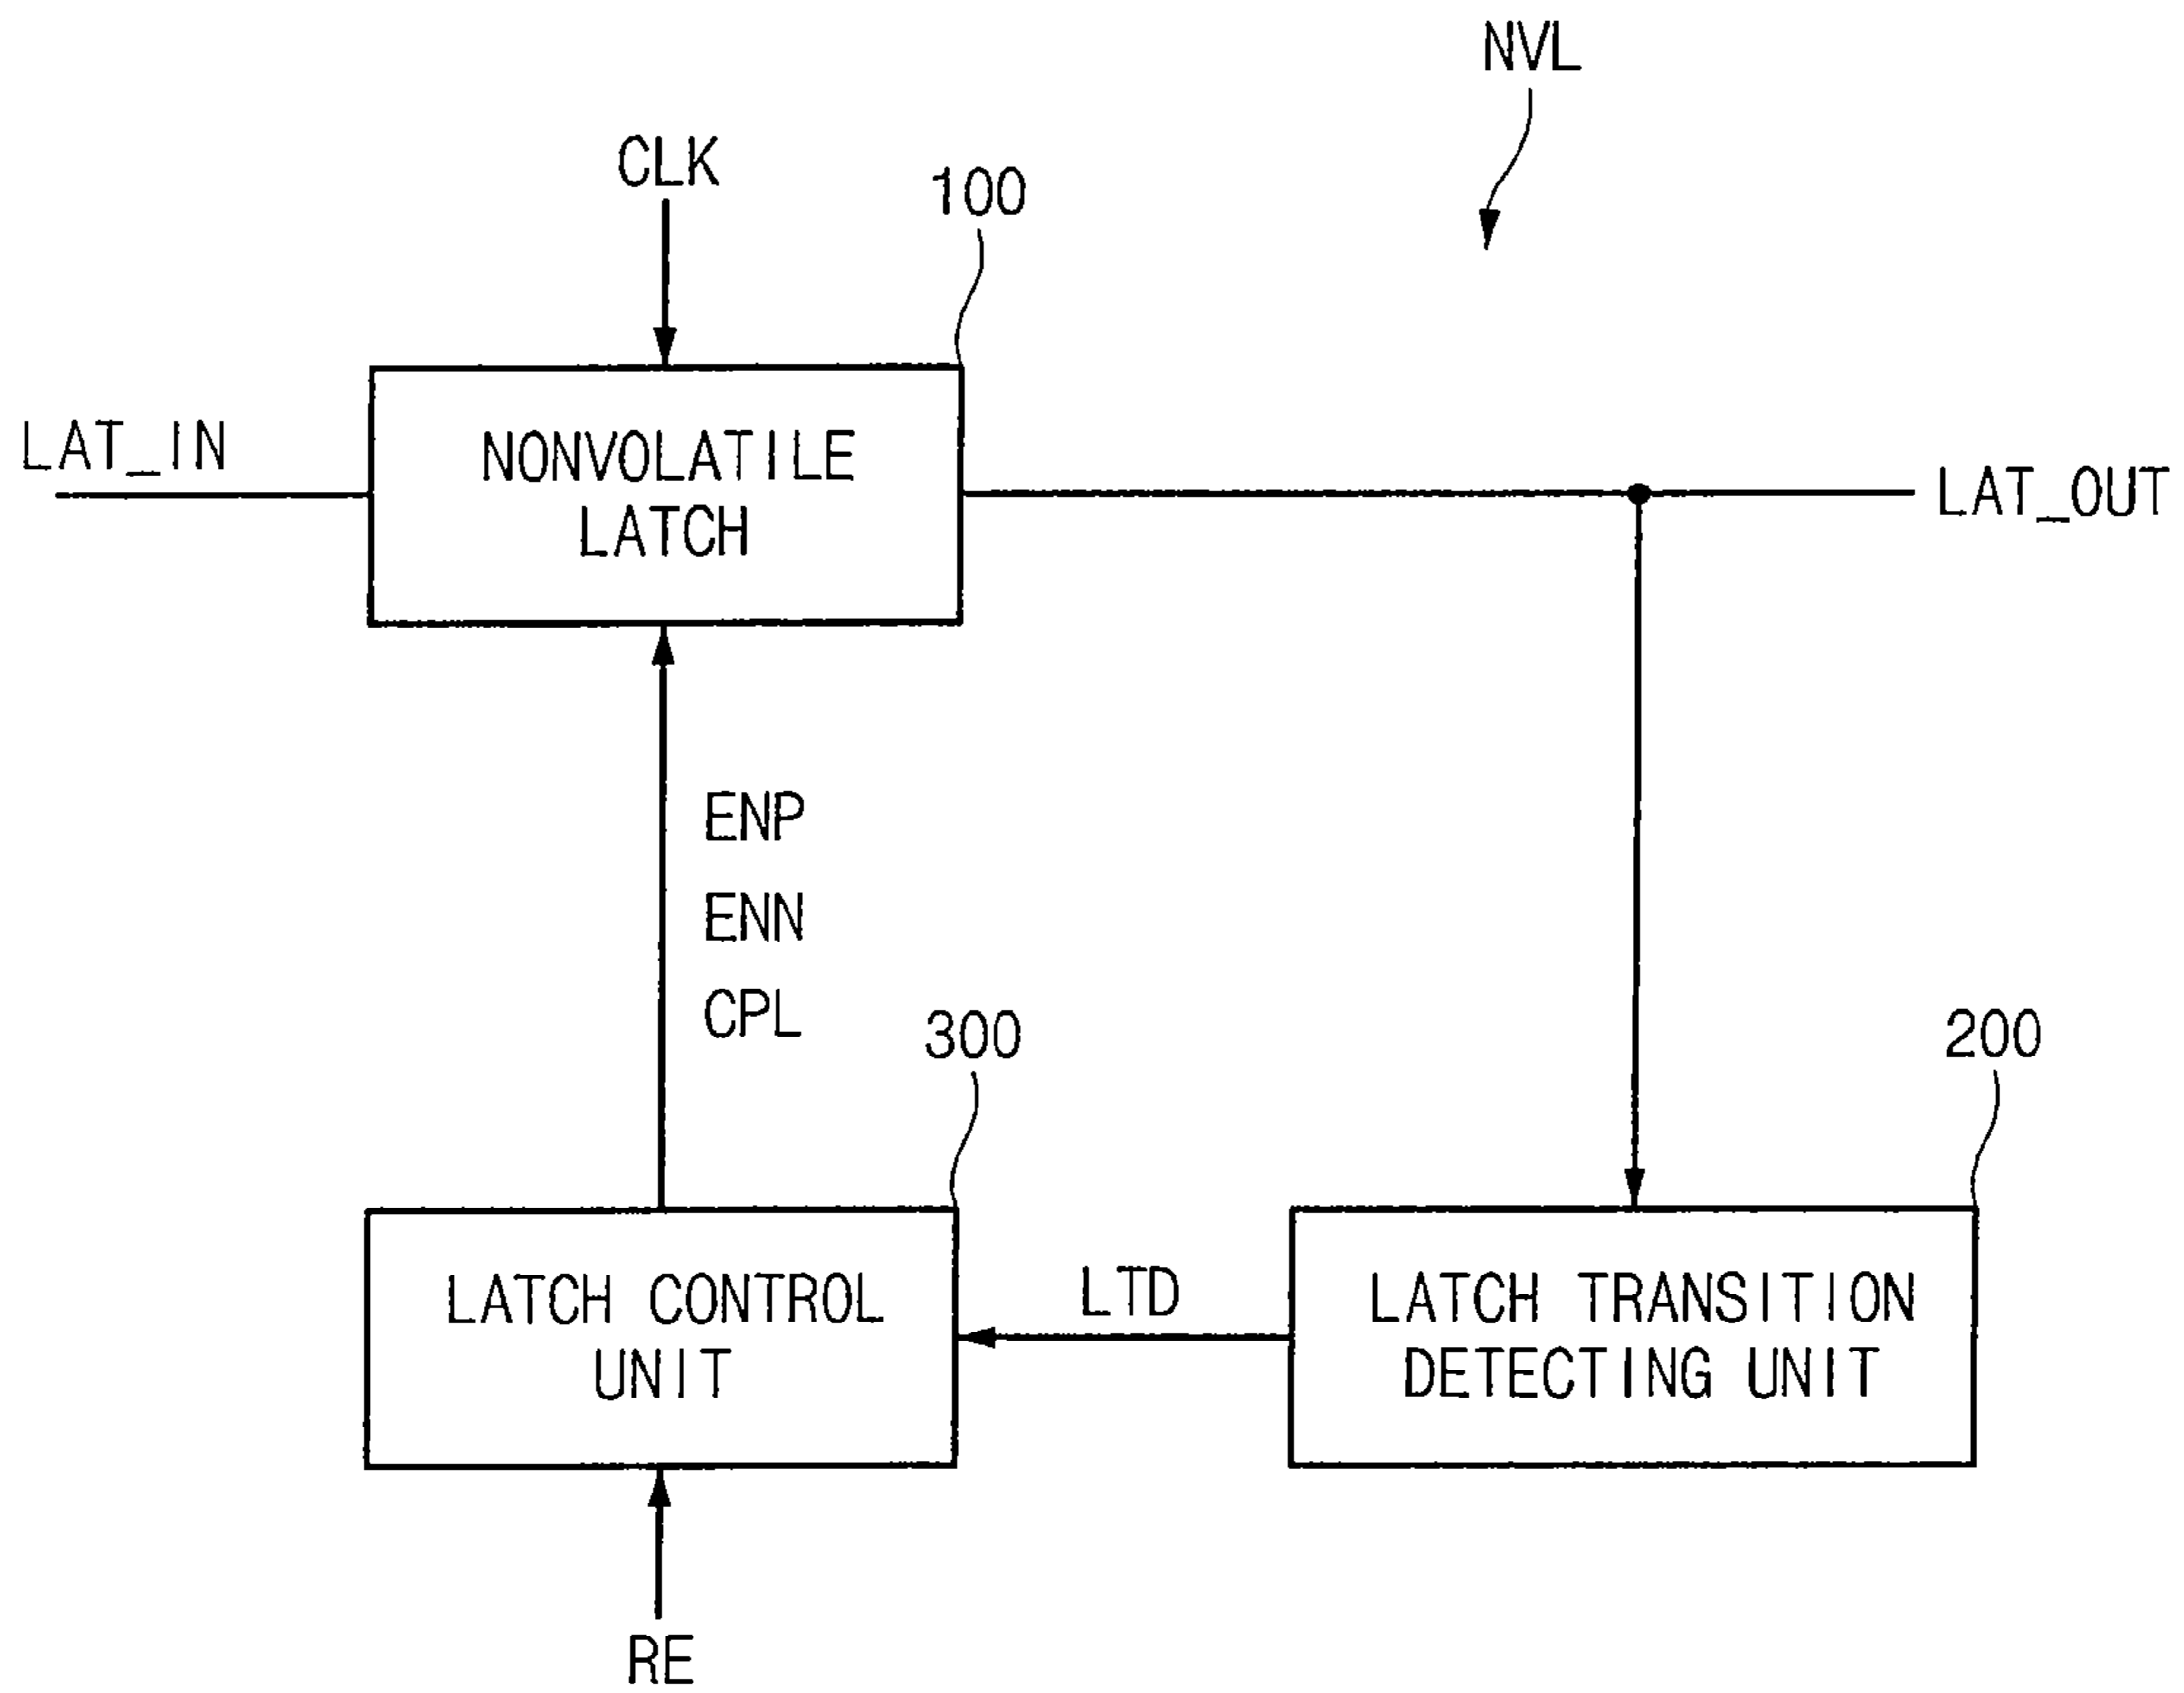 NVL
CLK
100
LAT_IN
NONVOLATILE
LATCH
LAT_OUT
ENP
ENN
CPL
300
200
LATCH CONTROL
UNIT
LTD
LATCH TRANSITION
DETECTING UNIT
RE